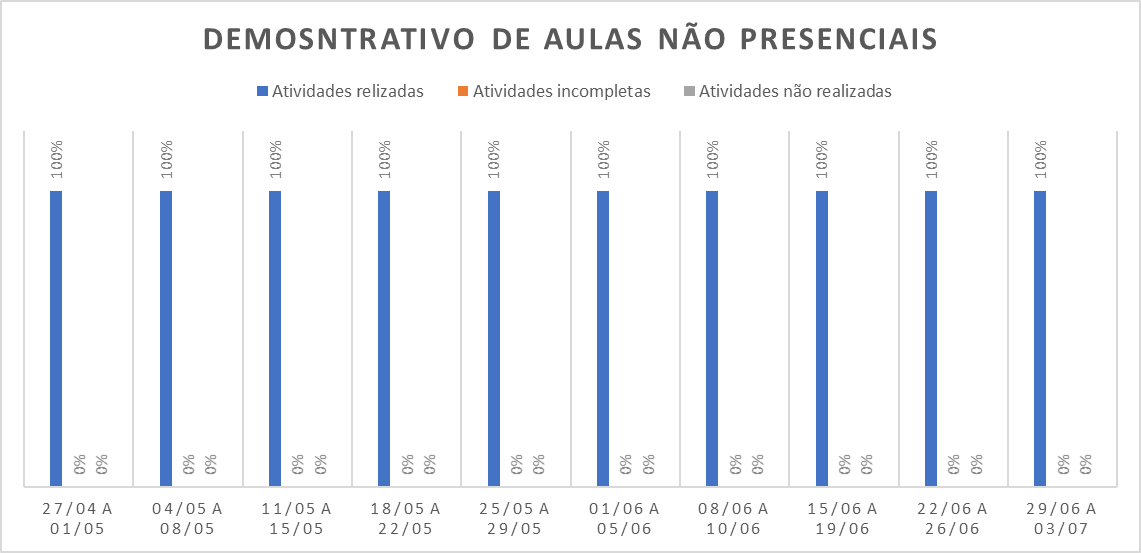 DEMOSNTRATIVO DE AULAS NÃO PRESENCIAIS
Atividades relizadas Atividades incompletas Atividades não realizadas
100% 100% 100% 100% 100% 100% 100% 100% 100% 100%
0% 0% 0% 0% 0% 0% 0% 0% 0% 0% 0% 0% 0% 0% 0% 0% 0% 0% 0% 0%
27/04 A 04/05 A 11/05 A 18/05 A 25/05 A 01/06 A 08/06 A 15/06 A 22/06 A 29/06 A
01/05 08/05 15/05 22/05 29/05 05/06 10/06 19/06 26/06 03/07